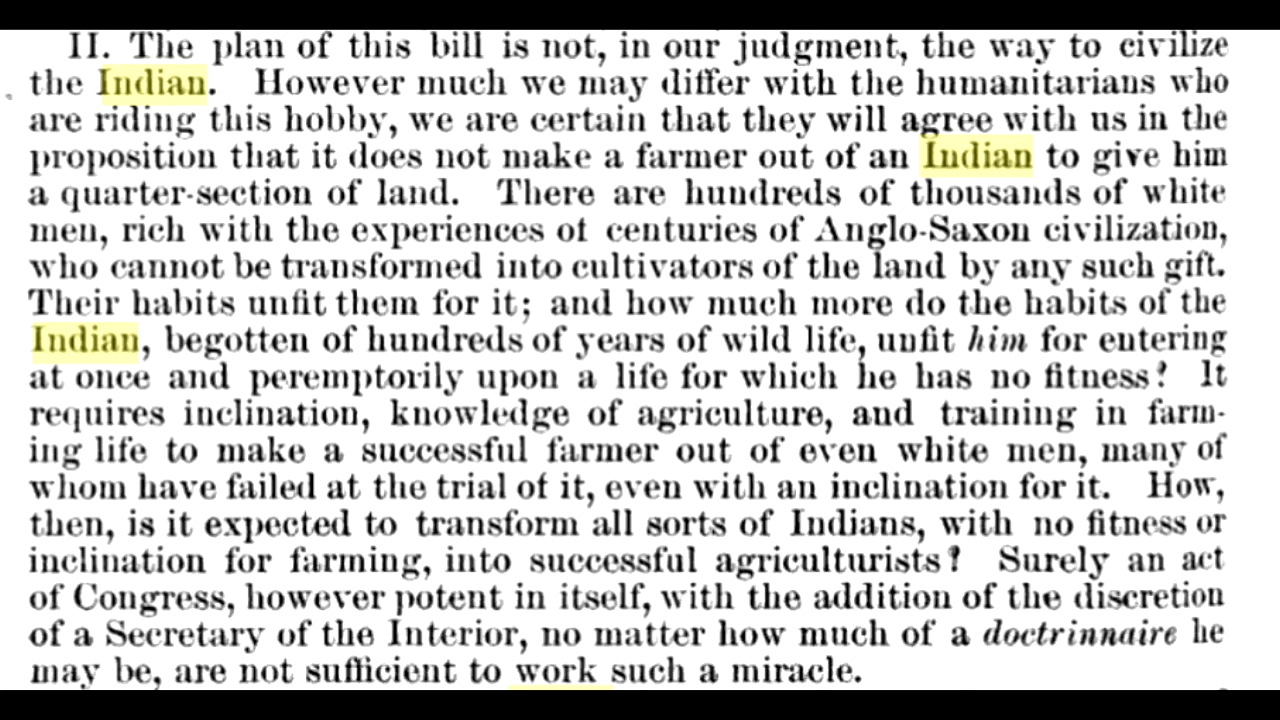 II. The plan of this bill is not, in our judgment, the way to civilize
the Indian. However much we may differ with the humanitarians who
are riding this hobby, we are certain that they will agree with us in the
proposition that it does not make a farmer out of an Indian to give him
a quarter-section of land. There are hundreds of thousands of white
men, rich with the experiences of centuries of Anglo-Saxon civilization,
who cannot be transformed into cultivators of the land by any such gift.
Their habits unfit them for it; and how much more do the habits of the
Indian, begotten of hundreds of years of wild life, unfit him for entering
at once and peremptorily upon a life for which he has no fitness? It
requires inclination, knowledge of agriculture, and training in farm-
ing life to make a successful farmer out of even white men, many of
whom have failed at the trial of it, even with an inclination for it. How,
then, is it expected to transform all sorts of Indians, with no fitness or
inclination for farming, into successful agriculturists? Surely an act
of Congress, however potent in itself, with the addition of the discretion
of a Secretary of the Interior, no matter how much of a doctrinnaire he
may be, are not sufficient to work such a miracle.